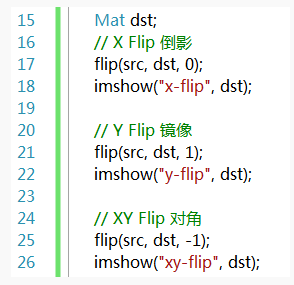 15 Mat dst;
16 // X Flip 倒影
17 flip(src, dst, 0);
18 imshow("x-flip", dst);
19
20 // Y Flip 镜像
21 flip(src, dst, 1);
22 imshow("y-flip", dst);
23
24 // XY Flip 对角
25 flip(src, dst, -1);
26 imshow("xy-flip", dst);